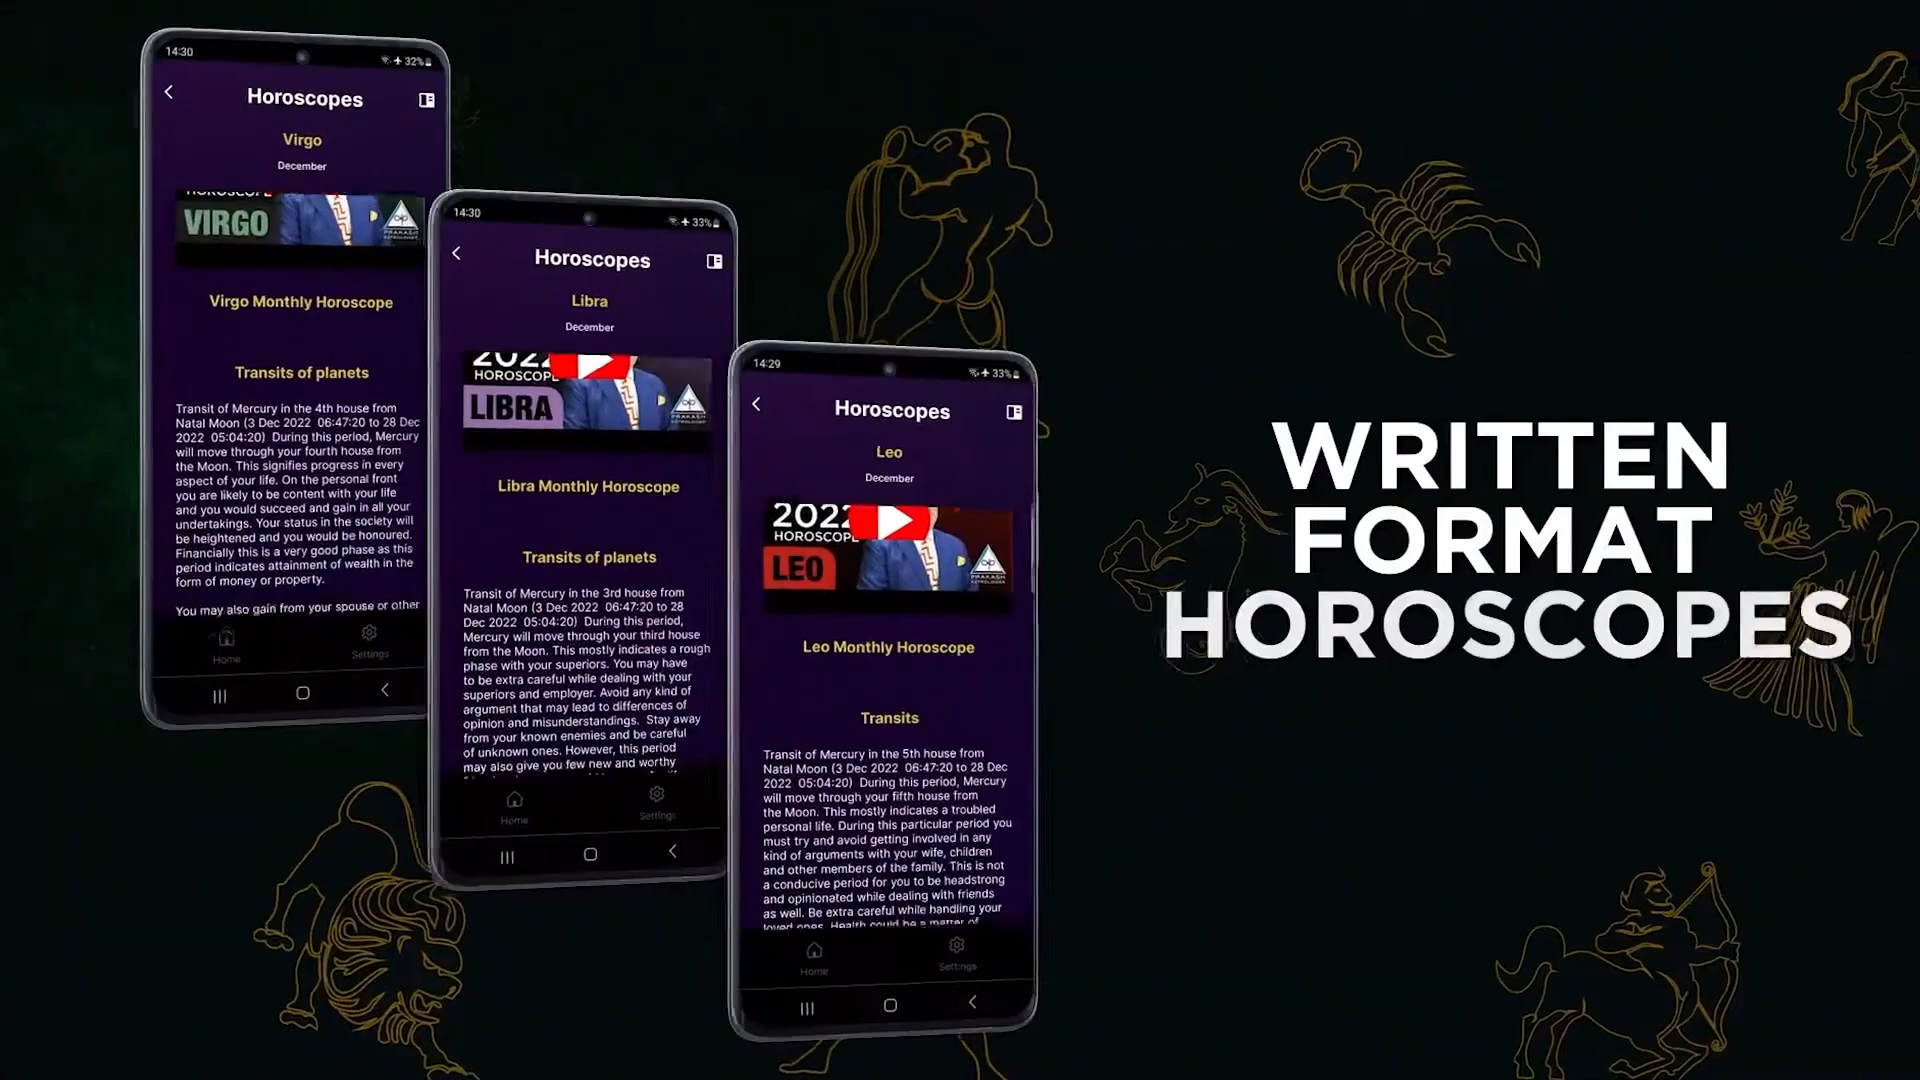 14:30
32%
Horoscopes
Virgo
December
HOROSCOPE
VIRGO
PRAKASH
ASTROLOGER
Virgo Monthly Horoscope
Transits of planets
Transit of Mercury in the 4th house from
Natal Moon (3 Dec 2022 06:47:20 to 28 Dec
2022 05:04:20) During this period, Mercury
will move through your fourth house from
the Moon. This signifies progress in every
aspect of your life. On the personal front
you are likely to be content with your life
and you would succeed and gain in all your
undertakings. Your status in the society will
be heightened and you would be honoured.
Financially this is a very good phase as this
period indicates attainment of wealth in the
form of money or property.
You may also gain from your spouse or other
Home
Settings
14:30
33%
Horoscopes
Libra
December
2022
HOROSCOPE
LIBRA
PRAKASH
ASTROLOGER
Libra Monthly Horoscope
Transits of planets
Transit of Mercury in the 3rd house from
Natal Moon (3 Dec 2022 06:47:20 to 28
Dec 2022 05:04:20) During this period,
Mercury will move through your third house
from the Moon. This mostly indicates a rough
phase with your superiors. You may have
to be extra careful while dealing with your
superiors and employer. Avoid any kind of
argument that may lead to differences of
opinion and misunderstandings. Stay away
from your known enemies and be careful
of unknown ones. However, this period
may also give you few new and worthy
Home
Settings
14:29
33%
Horoscopes
Leo
December
2022
HOROSCOPE
LEO
PRAKASH
ASTROLOGER
Leo Monthly Horoscope
Transits
Transit of Mercury in the 5th house from
Natal Moon (3 Dec 2022 06:47:20 to 28 Dec
2022 05:04:20) During this period, Mercury
will move through your fifth house from
the Moon. This mostly indicates a troubled
personal life. During this particular period you
must try and avoid getting involved in any
kind of arguments with your wife, children
and other members of the family. This is not
a conducive period for you to be headstrong
and opinionated while dealing with friends
as well. Be extra careful while handling your
loved ones. Health could be a matter of
Home
Settings
WRITTEN
FORMAT
HOROSCOPES